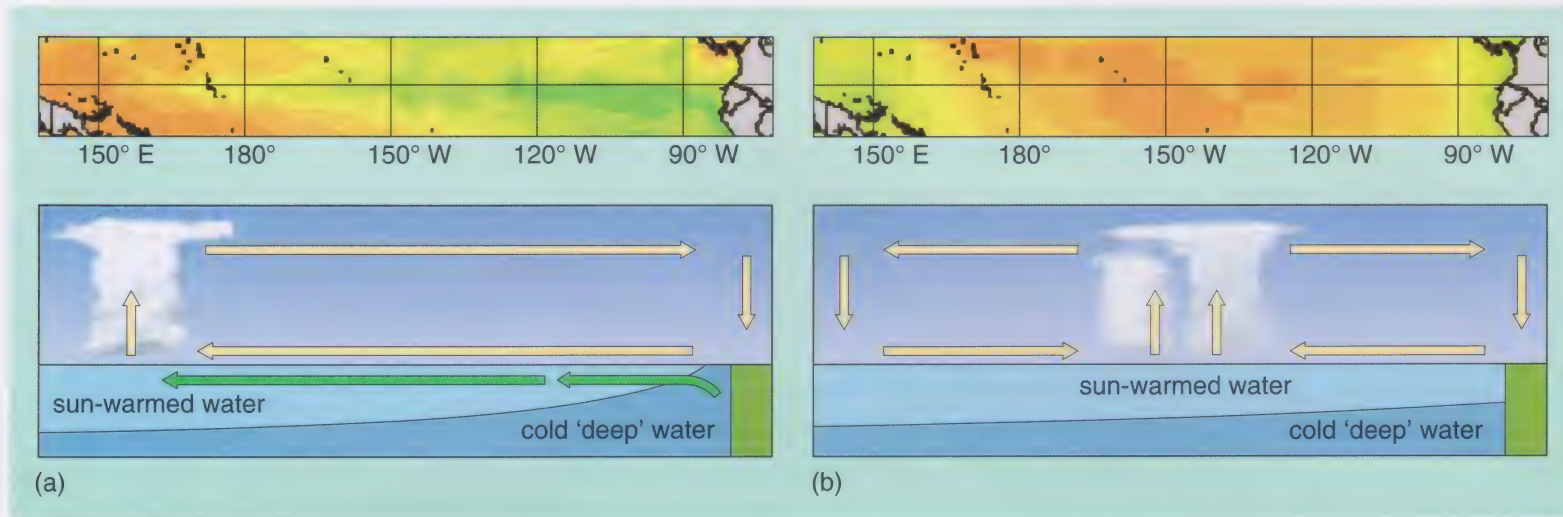 150° E 180° 150° W 120° W 90° W
150° E 180° 150° W 120° W 90° W
sun-warmed water
cold ‘deep’ water
(a)
sun-warmed water
cold ‘deep’ water
(b)